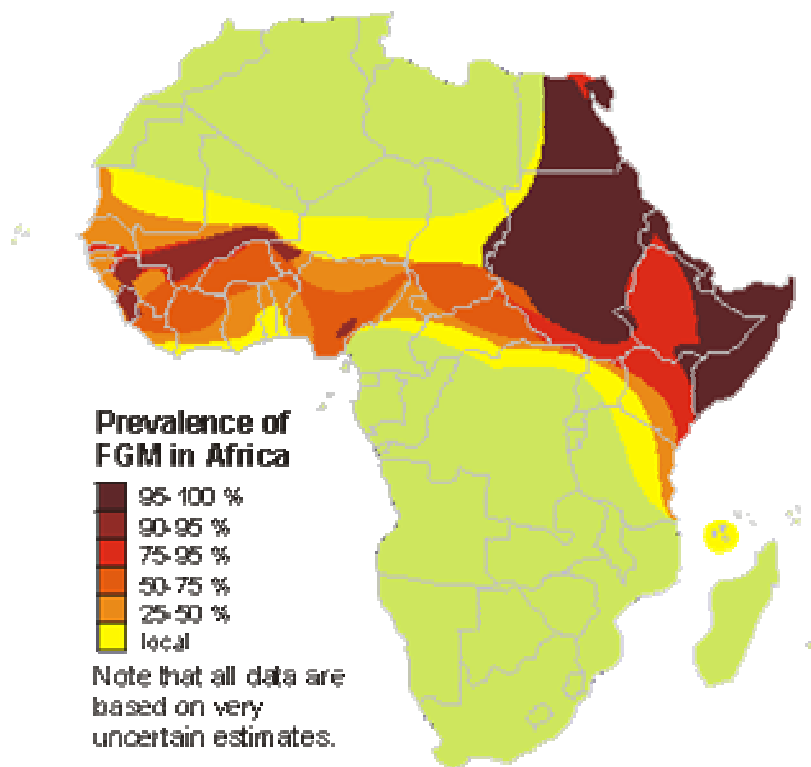 Prevalence of
FGM in Africa
95-100 %
90-95 %
75-95 %
50-75 %
25-50 %
local
Note that all data are
based on very
uncertain estimates.